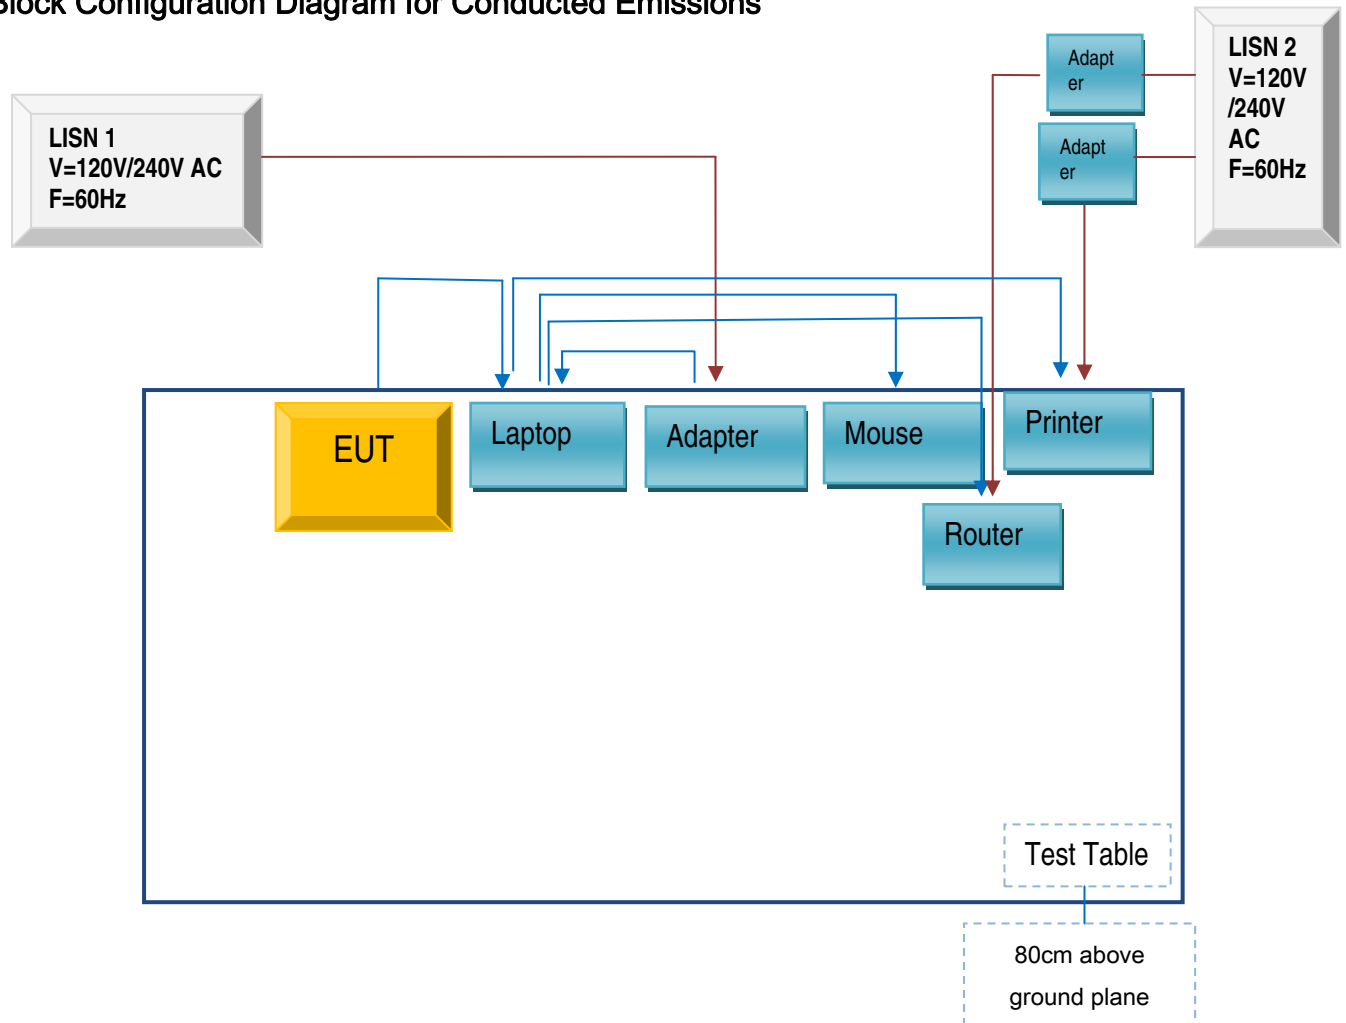 Block Configuration Diagram for Conducted Emissions
LISN 1
V=120V/240V AC
F=60Hz
Adapt
er
Adapt
er
LISN 2
V=120V
/240V
AC
F=60Hz
EUT
Laptop
Adapter
Mouse
Printer
Router
Test Table
80cm above
ground plane